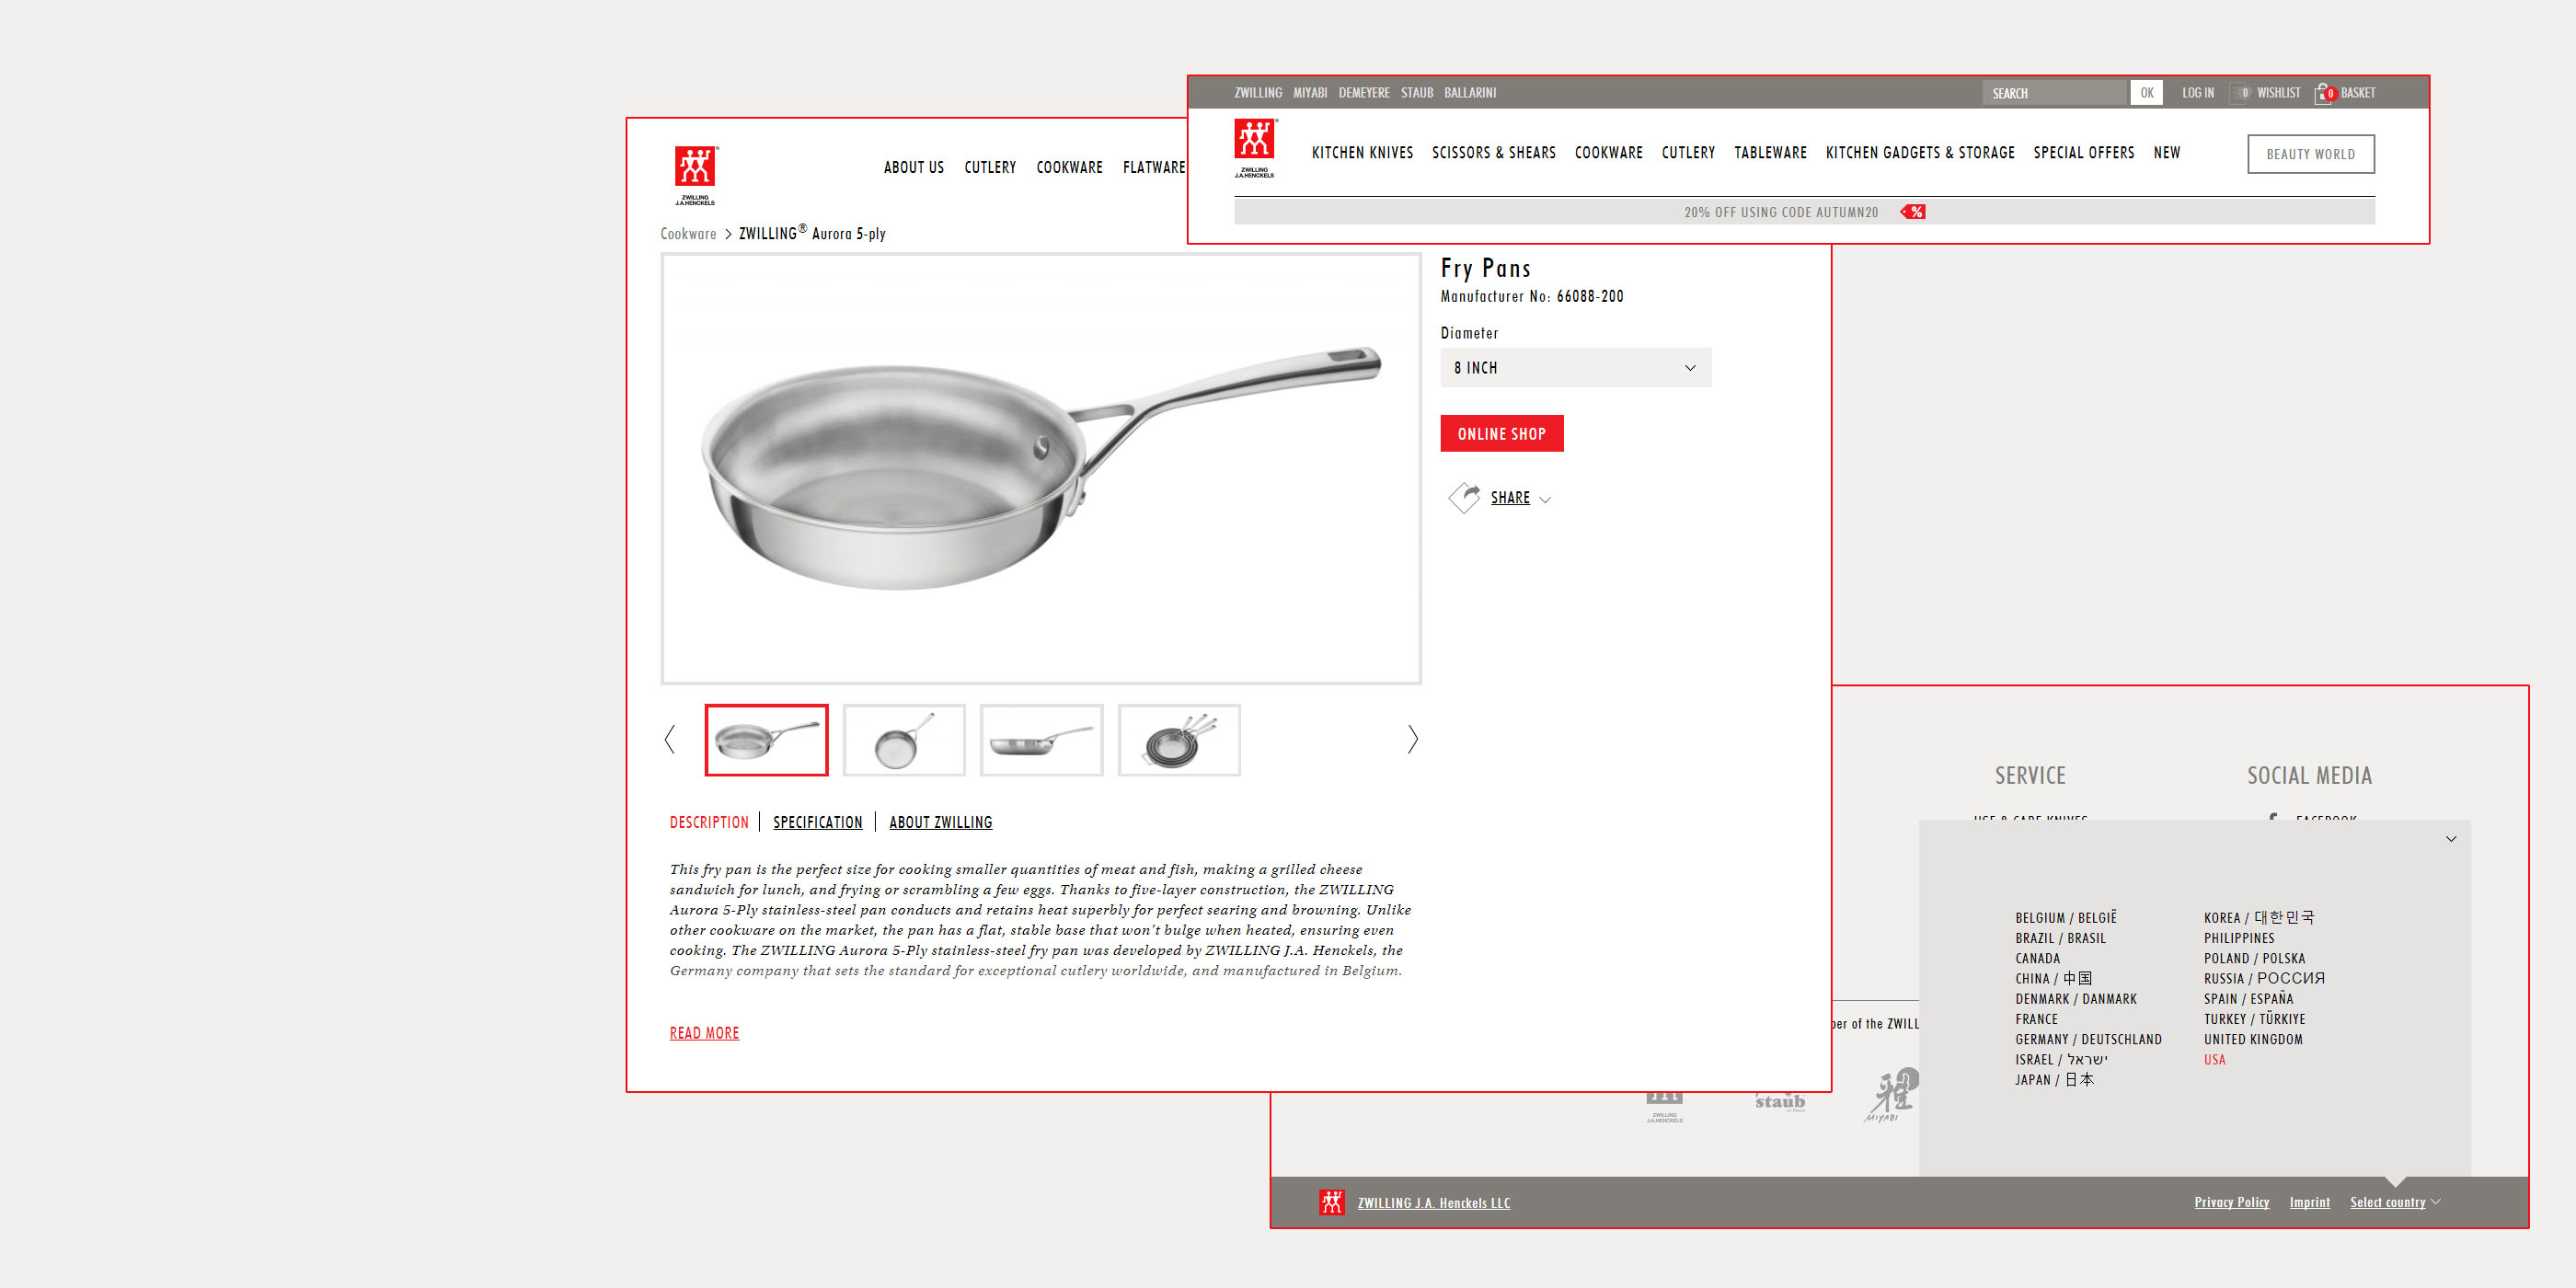 ZWILLING MIYABI DEMEYERE STAUB BALLARINI
SEARCH OK LOG IN 0 WISHLIST 0 BASKET
ZWILLING
J.A.HENCKELS
KITCHEN KNIVES SCISSORS & SHEARS COOKWARE CUTLERY TABLEWARE KITCHEN GADGETS & STORAGE SPECIAL OFFERS NEW
BEAUTY WORLD
20% OFF USING CODE AUTUMN20 %
ZWILLING
J.A.HENCKELS
ABOUT US CUTLERY COOKWARE FLATWARE
Cookware > ZWILLING® Aurora 5-ply
Fry Pans
Manufacturer No: 66088-200
Diameter
8 INCH
ONLINE SHOP
SHARE
DESCRIPTION SPECIFICATION ABOUT ZWILLING
This fry pan is the perfect size for cooking smaller quantities of meat and fish, making a grilled cheese
sandwich for lunch, and frying or scrambling a few eggs. Thanks to five-layer construction, the ZWILLING
Aurora 5-Ply stainless-steel pan conducts and retains heat superbly for perfect searing and browning. Unlike
other cookware on the market, the pan has a flat, stable base that won't bulge when heated, ensuring even
cooking. The ZWILLING Aurora 5-Ply stainless-steel fry pan was developed by ZWILLING J.A. Henckels, the
Germany company that sets the standard for exceptional cutlery worldwide, and manufactured in Belgium.
READ MORE
SERVICE
USE & CARE KNIVES
SOCIAL MEDIA
FACEBOOK
BELGIUM / BELGIË
BRAZIL / BRASIL
CANADA
CHINA / 中国
DENMARK / DANMARK
FRANCE
GERMANY / DEUTSCHLAND
ISRAEL / ישראל
JAPAN / 日本
KOREA / 대한민국
PHILIPPINES
POLAND / POLSKA
RUSSIA / РОССИЯ
SPAIN / ESPAÑA
TURKEY / TÜRKIYE
UNITED KINGDOM
USA
of the ZWILL
ZWILLING
J.A.HENCKELS
staub
雅
MIYABI
ZWILLING J.A. Henckels LLC
Privacy Policy Imprint Select country